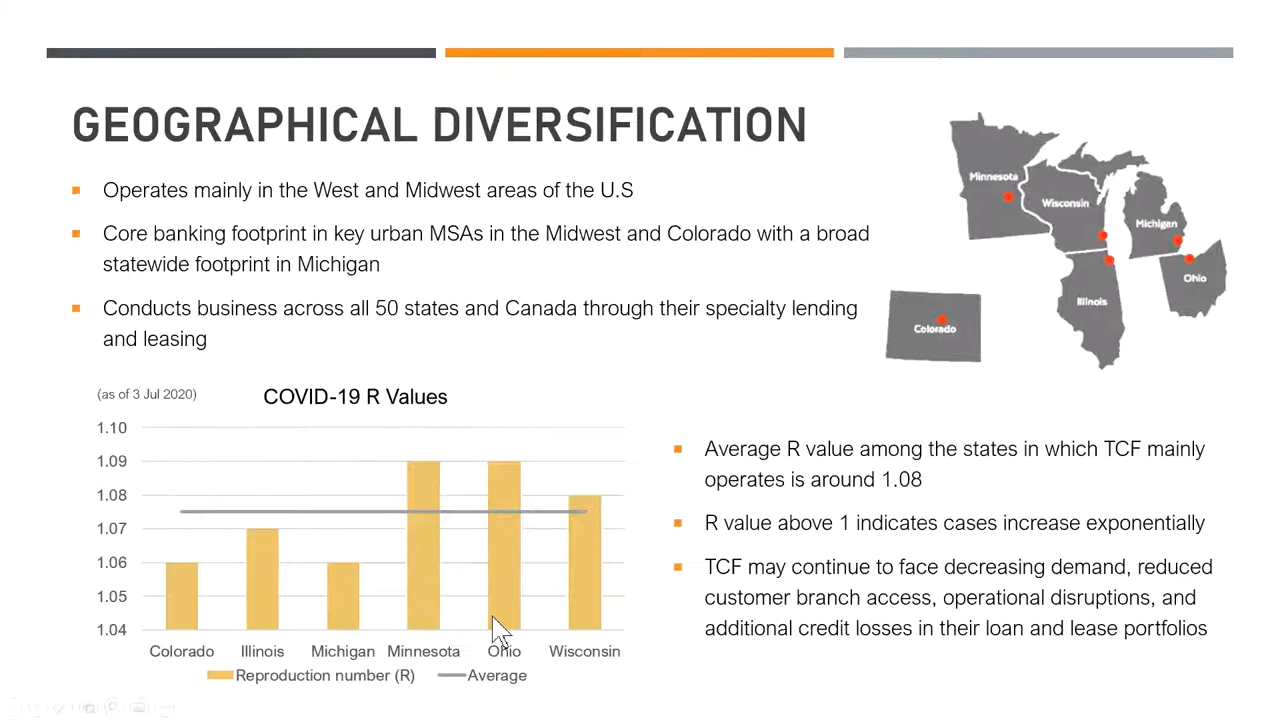 GEOGRAPHICAL DIVERSIFICATION
Operates mainly in the West and Midwest areas of the U.S
Core banking footprint in key urban MSAs in the Midwest and Colorado with a broad
statewide footprint in Michigan
Conducts business across all 50 states and Canada through their specialty lending
and leasing
Minnesota
Wisconsin
Michigan
Ohio
Illinois
Colorado
(as of 3 Jul 2020)
COVID-19 R Values
1.10
1.09
1.08
1.07
1.06
1.05
1.04
Colorado Illinois Michigan Minnesota Ohio Wisconsin
Reproduction number (R) Average
Average R value among the states in which TCF mainly
operates is around 1.08
R value above 1 indicates cases increase exponentially
TCF may continue to face decreasing demand, reduced
customer branch access, operational disruptions, and
additional credit losses in their loan and lease portfolios